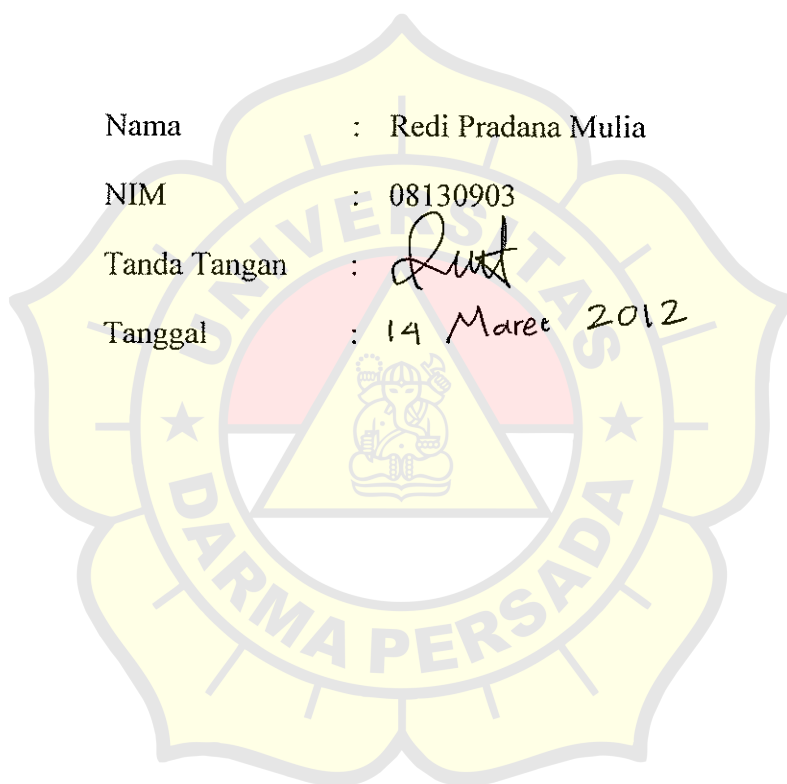 Nama : Redi Pradana Mulia
NIM : 08130903
Tanda Tangan :
Tanggal : 14 Maret 2012
UNIVERSITAS
DARMA PERSADA